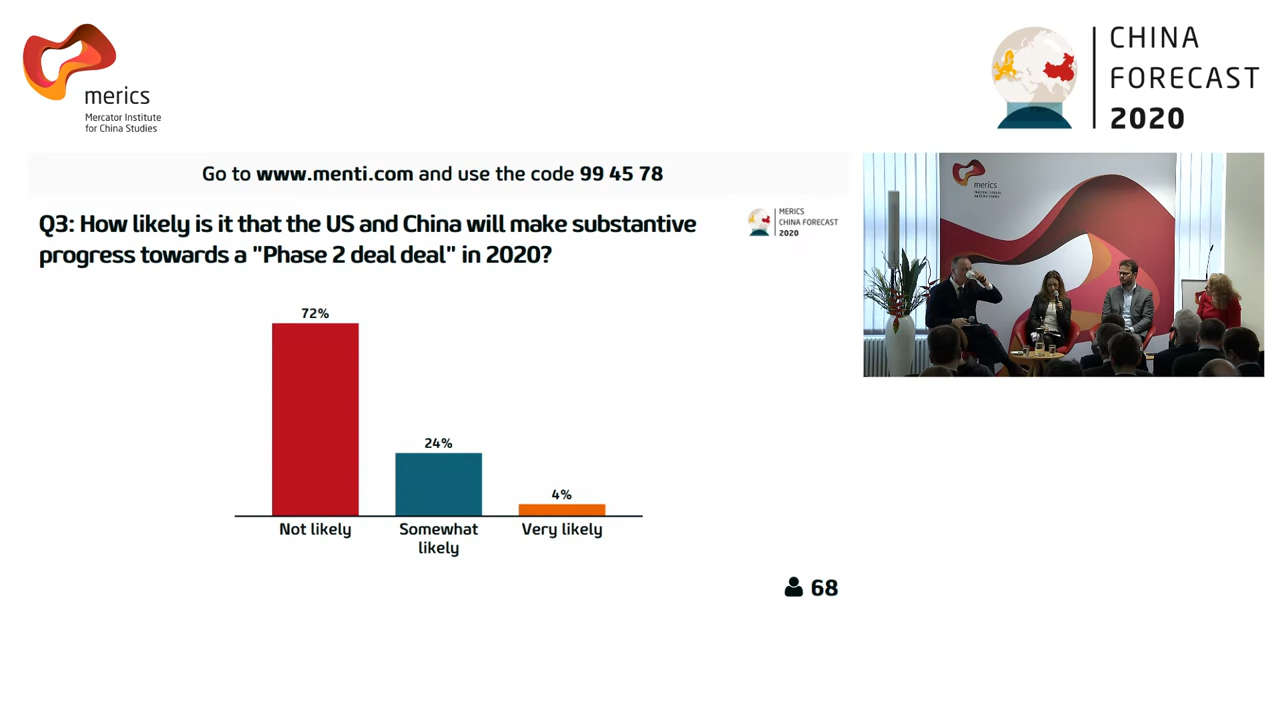 merics
Mercator Institute
for China Studies
CHINA
FORECAST
2020
Go to www.menti.com and use the code 99 45 78
Q3: How likely is it that the US and China will make substantive
progress towards a "Phase 2 deal deal" in 2020?
MERICS
CHINA FORECAST
2020
72%
24%
4%
Not likely
Somewhat
likely
Very likely
68
merics